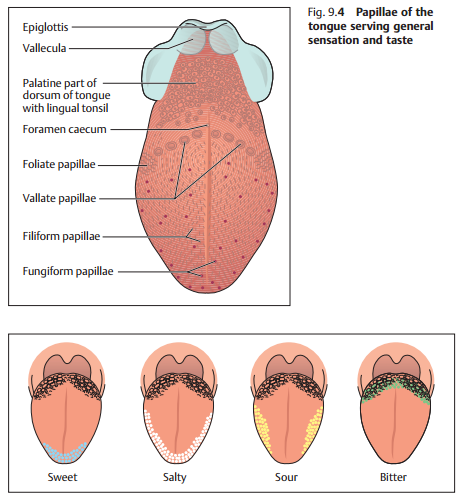 Fig. 9.4 Papillae of the
tongue serving general
sensation and taste
Epiglottis
Vallecula
Palatine part of
dorsum of tongue
with lingual tonsil
Foramen caecum
Foliate papillae
Vallate papillae
Filiform papillae
Fungiform papillae
Sweet
Salty
Sour
Bitter